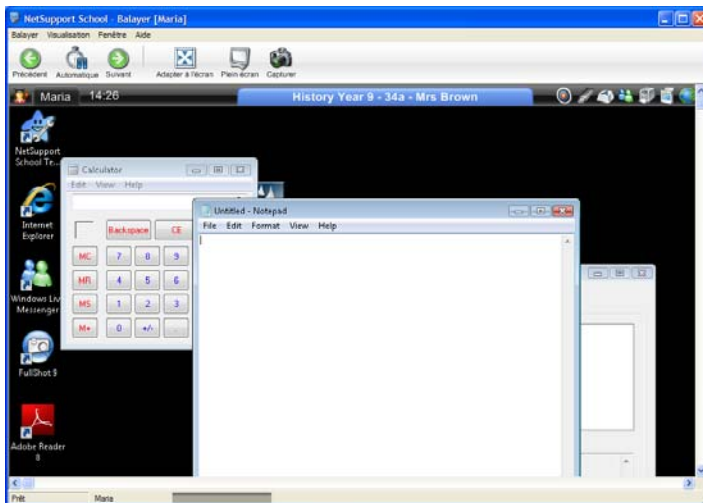 NetSupport School - Balayer [Maria]
Balayer Visualisation Fenêtre Aide
Précédent Automatique Suivant Adapter à l'écran Plein écran Capturer
Maria 14:26 History Year 9 - 34a - Mrs Brown
NetSupport
School Te...
Calculator
Edit View Help
Internet
Explorer
Backspace CE
MC 7 8 9
MR 4 5 6
MS 1 2 3
M+ 0 +/- .
Untitled - Notepad
File Edit Format View Help
Windows Liv
Messenger
FullShot 9
Adobe Reader
8
Prêt Maria